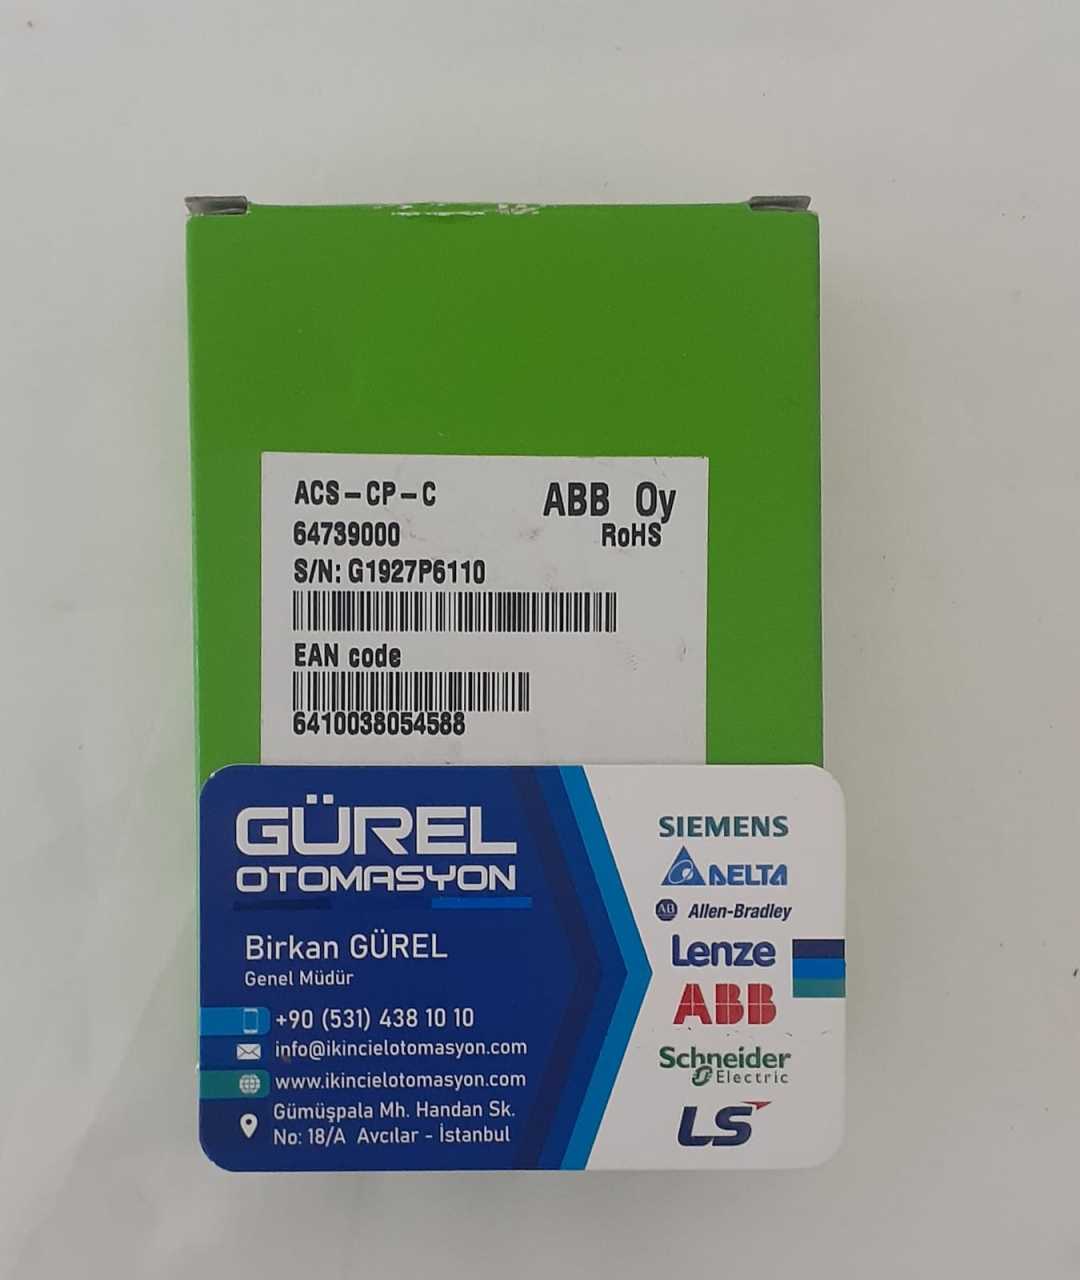 ACS-CP-C
ABB Oy
64739000
RoHS
S/N: G1927P6110
EAN code
6410038054588
GÜREL
OTOMASYON
Birkan GÜREL
Genel Müdür
+90 (531) 438 10 10
info@ikincielotomasyon.com
www.ikincielotomasyon.com
Gümüşpala Mh. Handan Sk.
No: 18/A Avcılar - İstanbul
SIEMENS
DELTA
AB Allen-Bradley
Lenze
ABB
Schneider
Electric
LS